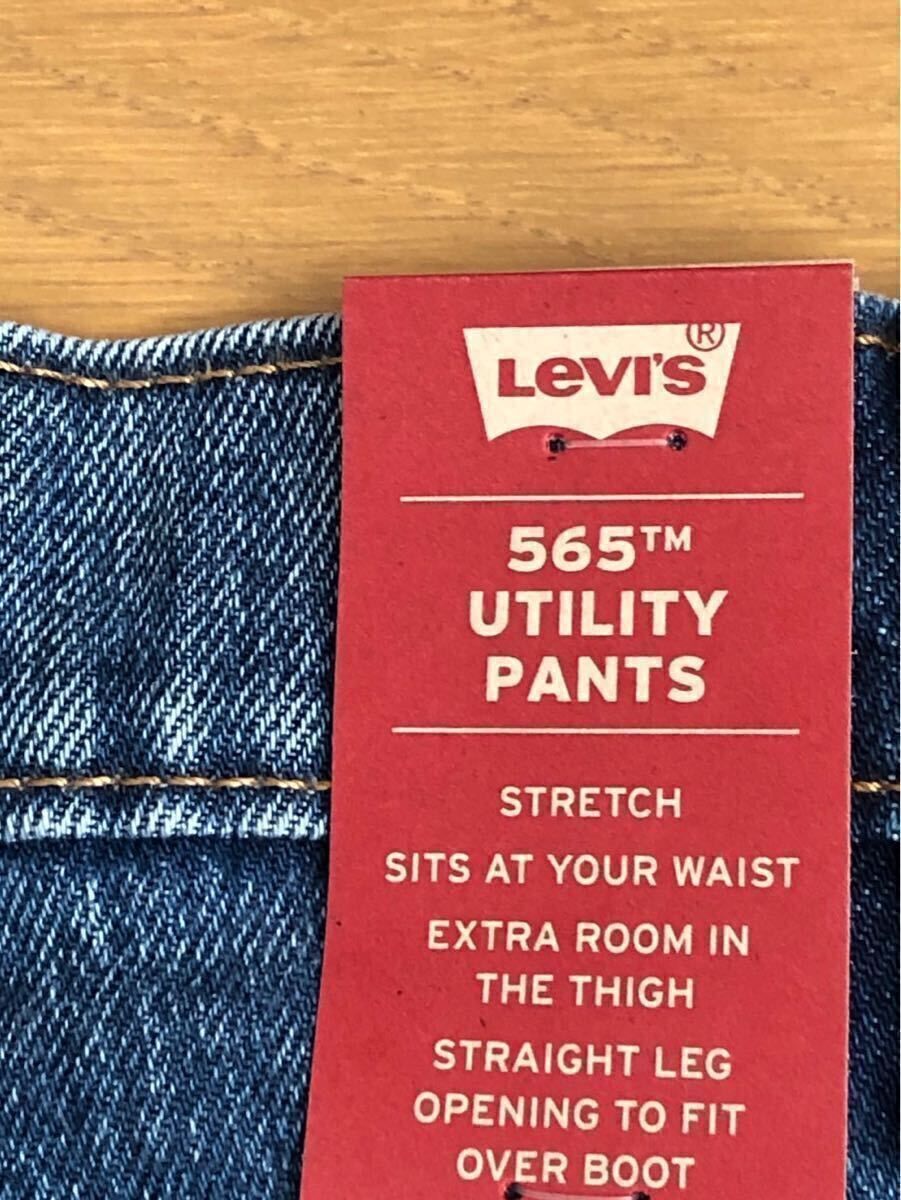 LEVI'S®
565™
UTILITY
PANTS
STRETCH
SITS AT YOUR WAIST
EXTRA ROOM IN
THE THIGH
STRAIGHT LEG
OPENING TO FIT
OVER BOOT